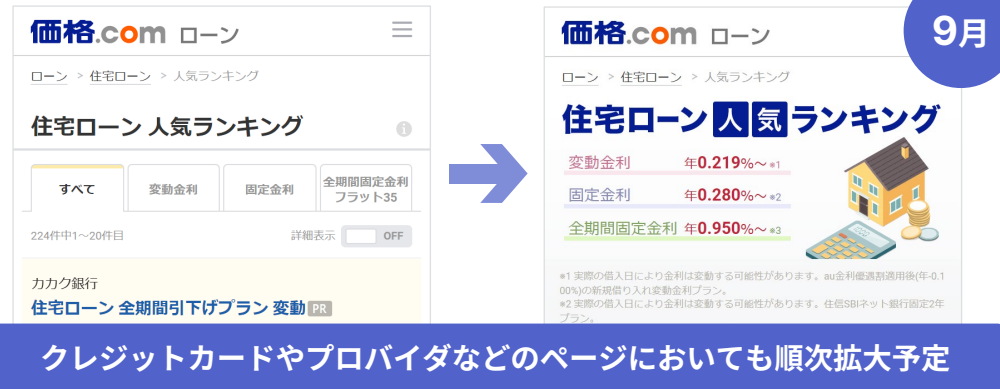 価格.com ローン
ローン > 住宅ローン > 人気ランキング
住宅ローン 人気ランキング
すべて
変動金利
固定金利
全期間固定金利
フラット35
224件中1～20件目
詳細表示
OFF
カカク銀行
住宅ローン 全期間引下げプラン 変動 PR
9月
価格.com ローン
ローン > 住宅ローン > 人気ランキング
住宅ローン人気ランキング
変動金利 年0.219%～ ※1
固定金利 年0.280%～ ※2
全期間固定金利 年0.950%～ ※3
※1 実際の借入日により金利は変動する可能性があります。au金利優遇割適用後(年-0.1
00%)の新規借り入れ変動金利プラン。
※2 実際の借入日により金利は変動する可能性があります。住信SBIネット銀行固定2年
プラン。
クレジットカードやプロバイダなどのページにおいても順次拡大予定